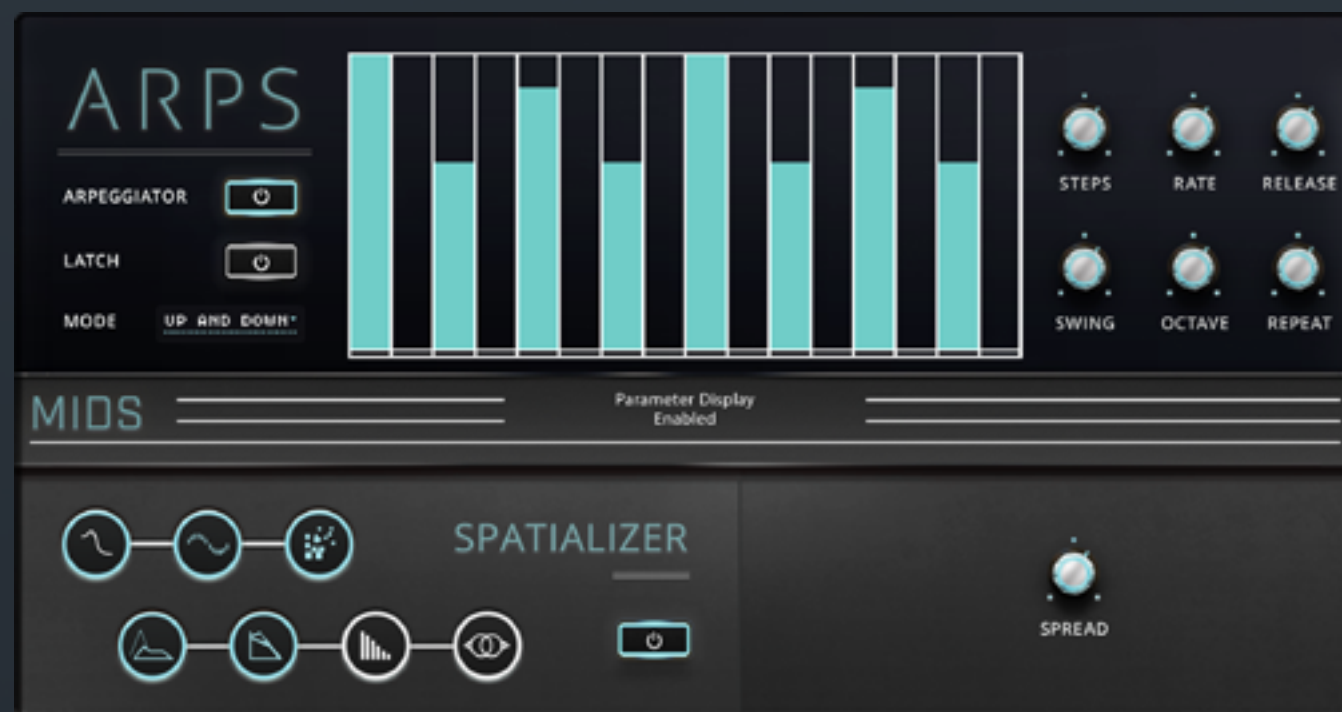 ARPS
ARPEGGIATOR
LATCH
MODE UP AND DOWN
STEPS RATE RELEASE
SWING OCTAVE REPEAT
MIDS
Parameter Display
Enabled
SPATIALIZER
SPREAD